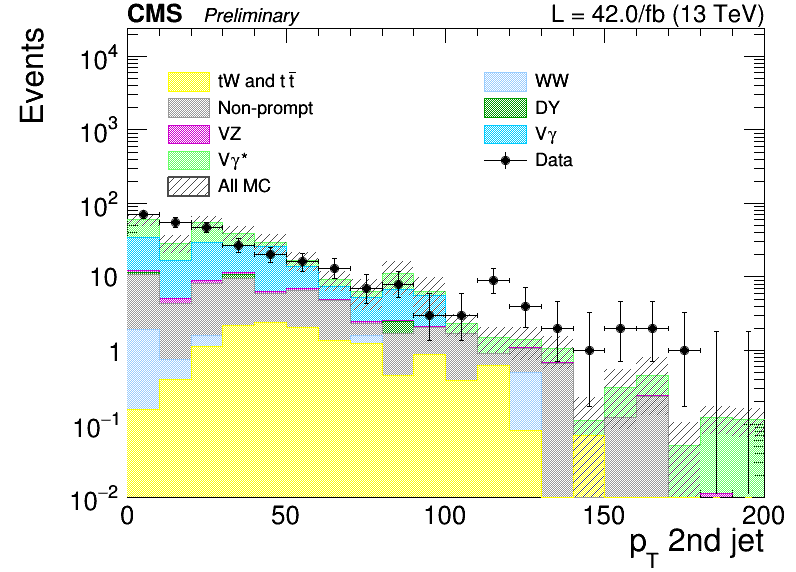 CMS Preliminary L = 42.0/fb (13 TeV)
Events
10⁴
10³
10²
10
1
10⁻¹
10⁻²
tW and t t̅
Non-prompt
VZ
Vγ*
All MC
WW
DY
Vγ
Data
0 50 100 150 200
p_T 2nd jet